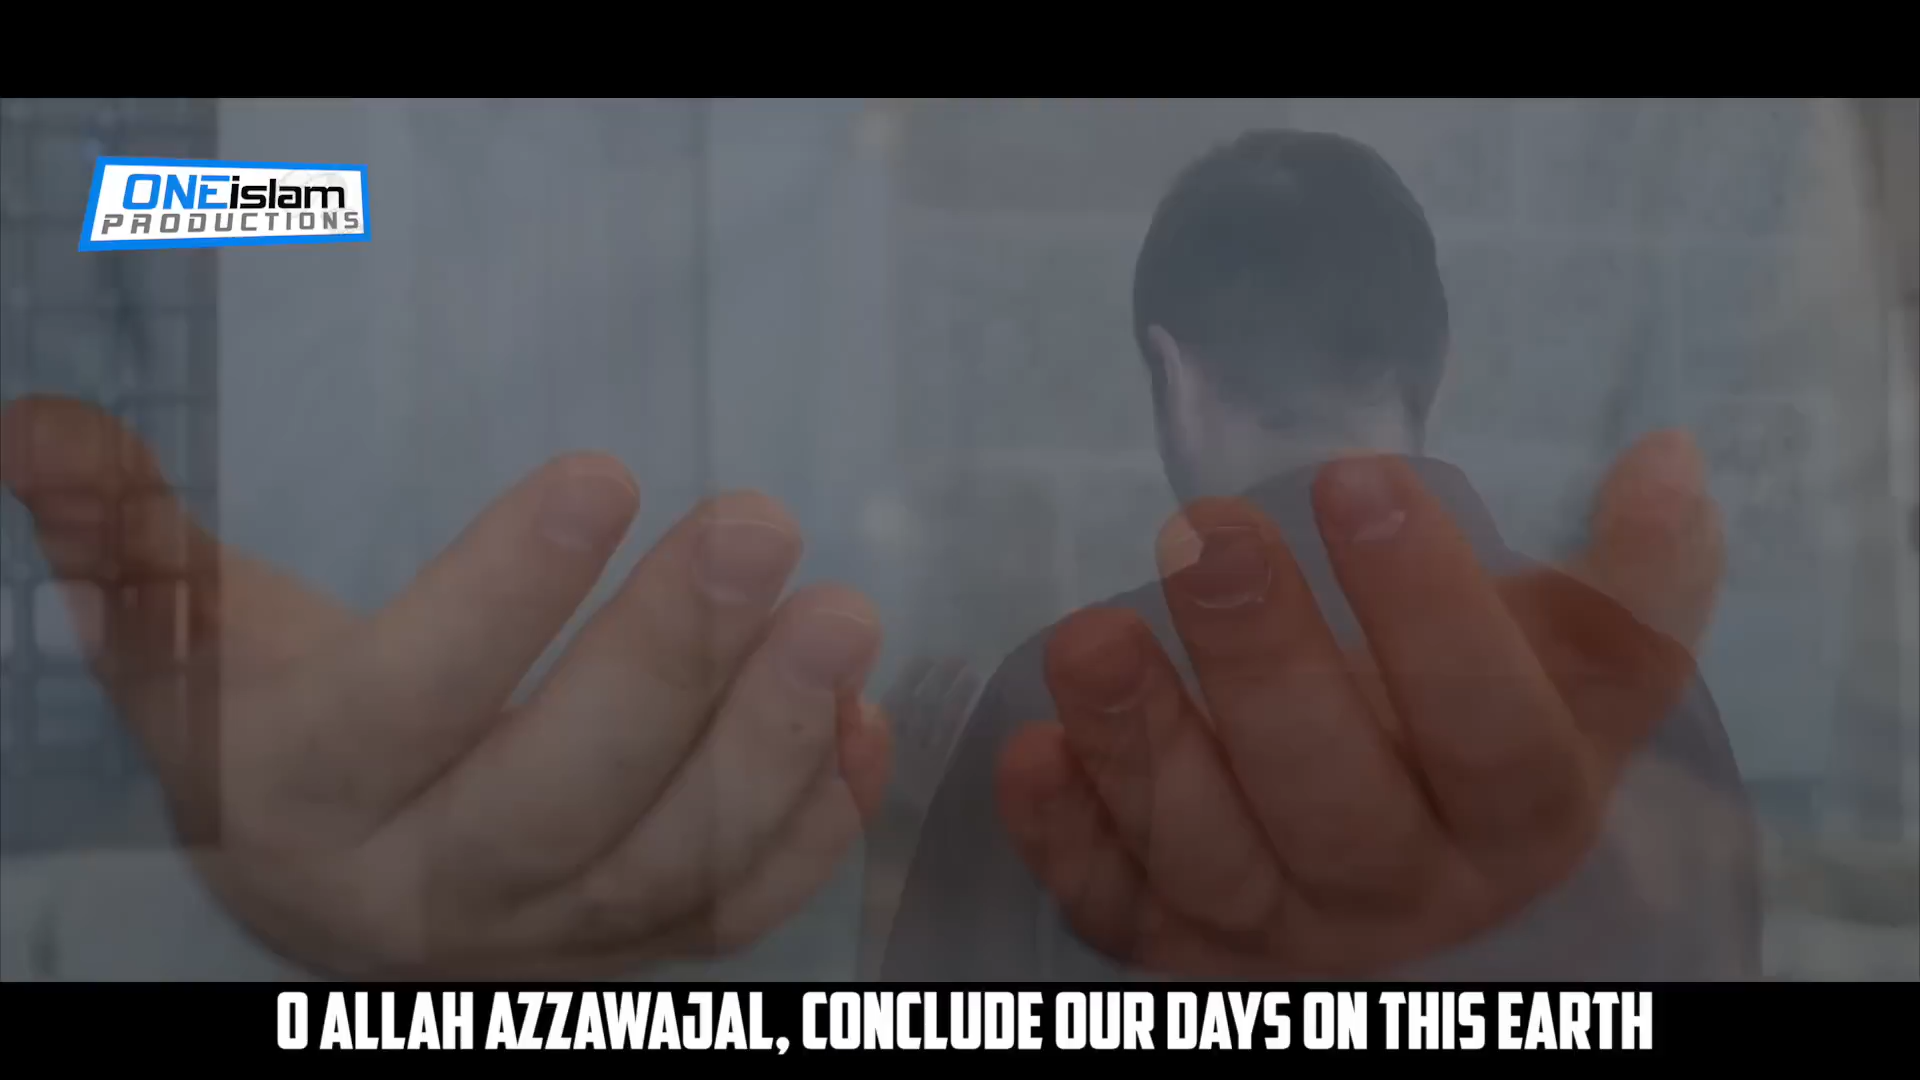 ONEislam
PRODUCTIONS
O ALLAH AZZAWAJAL, CONCLUDE OUR DAYS ON THIS EARTH